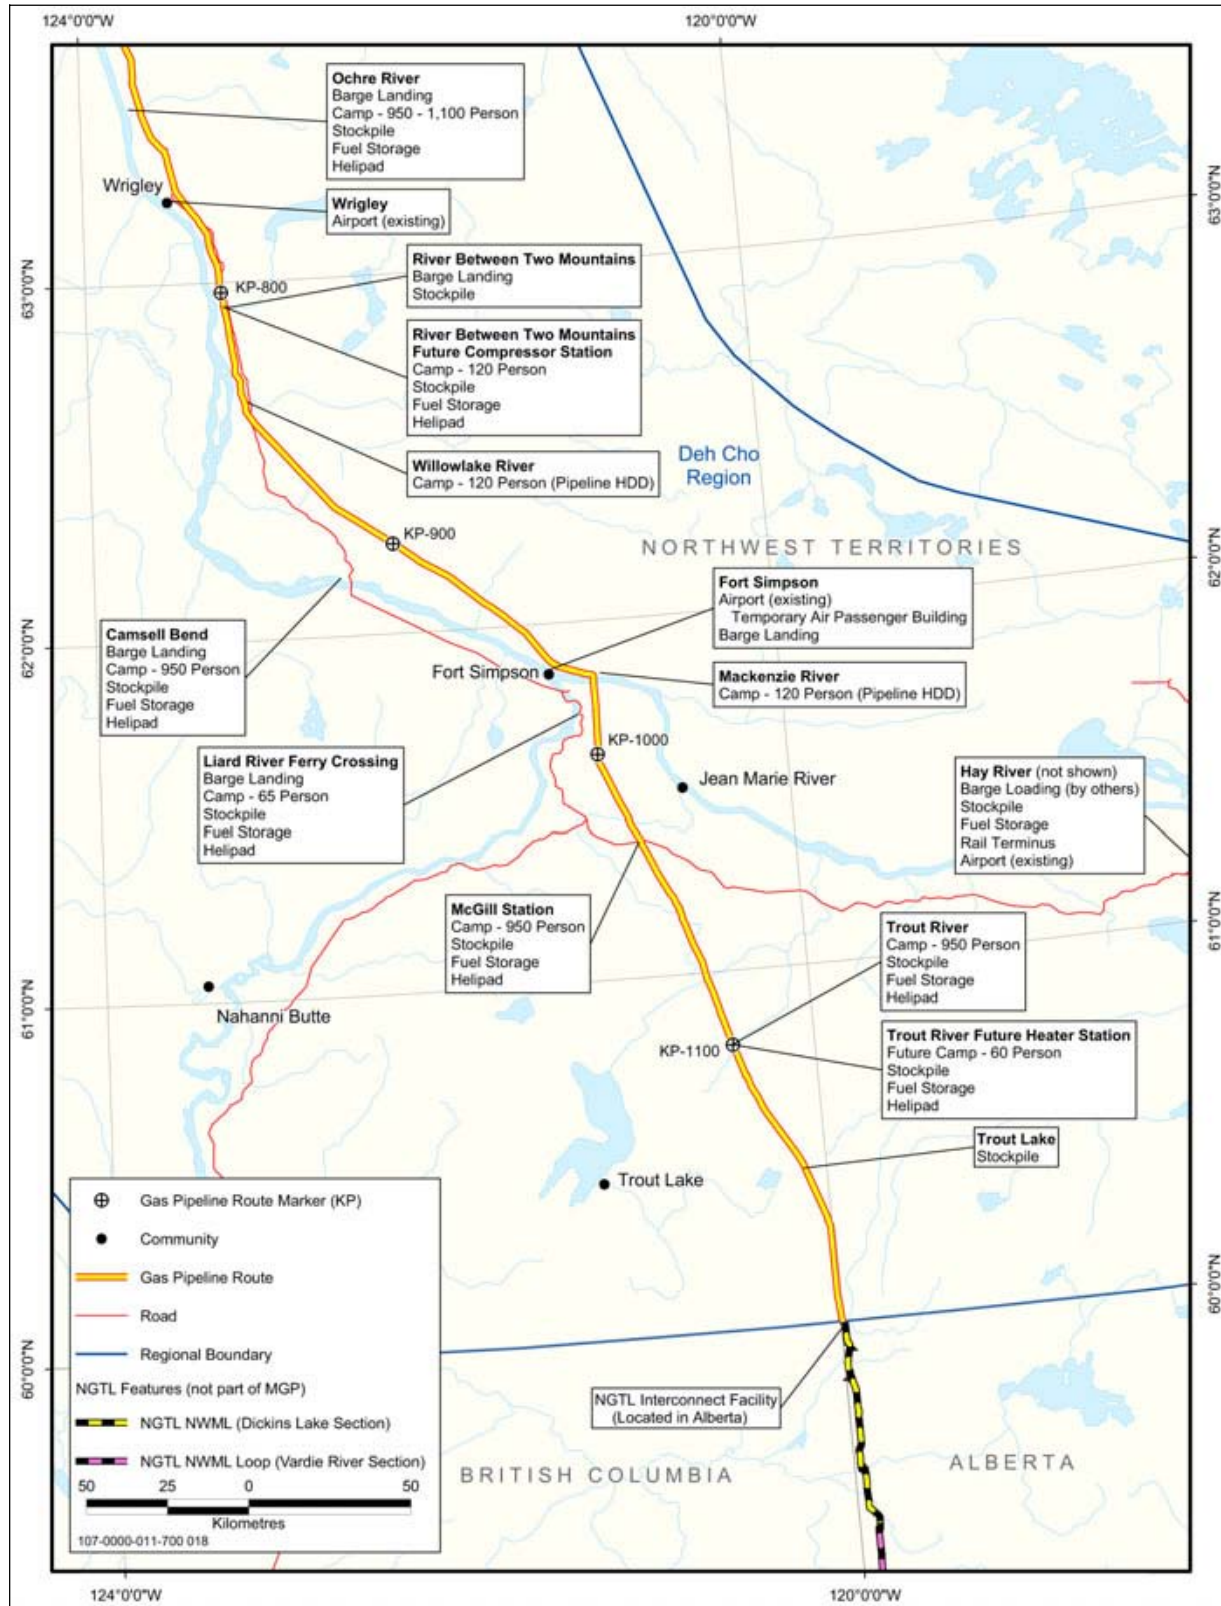 124°0'0"W
120°0'0"W
Ochre River
Barge Landing
Camp - 950 - 1,100 Person
Stockpile
Fuel Storage
Helipad
Wrigley
Wrigley
Airport (existing)
63°0'0"N
63°0'0"N
KP-800
River Between Two Mountains
Barge Landing
Stockpile
River Between Two Mountains
Future Compressor Station
Camp - 120 Person
Stockpile
Fuel Storage
Helipad
Willowlake River
Camp - 120 Person (Pipeline HDD)
Deh Cho
Region
KP-900
NORTHWEST TERRITORIES
62°0'0"N
62°0'0"N
Fort Simpson
Airport (existing)
Temporary Air Passenger Building
Barge Landing
Camsell Bend
Barge Landing
Camp - 950 Person
Stockpile
Fuel Storage
Helipad
Fort Simpson
Mackenzie River
Camp - 120 Person (Pipeline HDD)
KP-1000
Liard River Ferry Crossing
Barge Landing
Camp - 65 Person
Stockpile
Fuel Storage
Helipad
Jean Marie River
Hay River (not shown)
Barge Loading (by others)
Stockpile
Fuel Storage
Rail Terminus
Airport (existing)
McGill Station
Camp - 950 Person
Stockpile
Fuel Storage
Helipad
61°0'0"N
61°0'0"N
Trout River
Camp - 950 Person
Stockpile
Fuel Storage
Helipad
Nahanni Butte
KP-1100
Trout River Future Heater Station
Future Camp - 60 Person
Stockpile
Fuel Storage
Helipad
Trout Lake
Stockpile
Trout Lake
Gas Pipeline Route Marker (KP)
Community
Gas Pipeline Route
Road
Regional Boundary
NGTL Features (not part of MGP)
NGTL NWML (Dickins Lake Section)
NGTL NWML Loop (Vardie River Section)
50 25 0 50
Kilometres
107-0000-011-700 018
60°0'0"N
60°0'0"N
NGTL Interconnect Facility
(Located in Alberta)
BRITISH COLUMBIA
ALBERTA
124°0'0"W
120°0'0"W